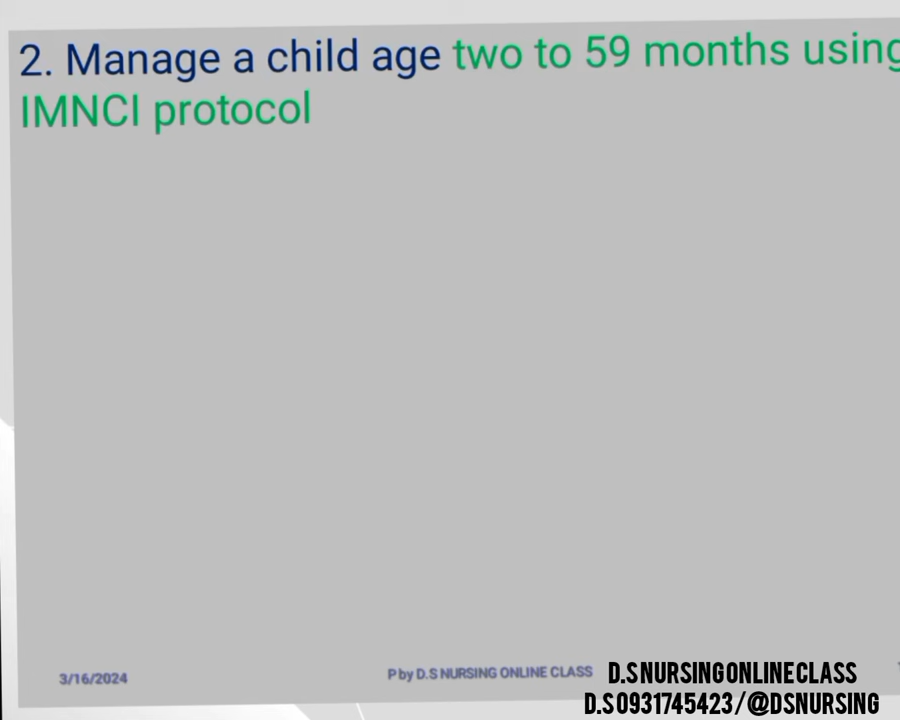 2. Manage a child age two to 59 months using
IMNCI protocol
3/16/2024
P by D.S NURSING ONLINE CLASS
D.S NURSING ONLINE CLASS
D.S 0931745423 / @DSNURSING